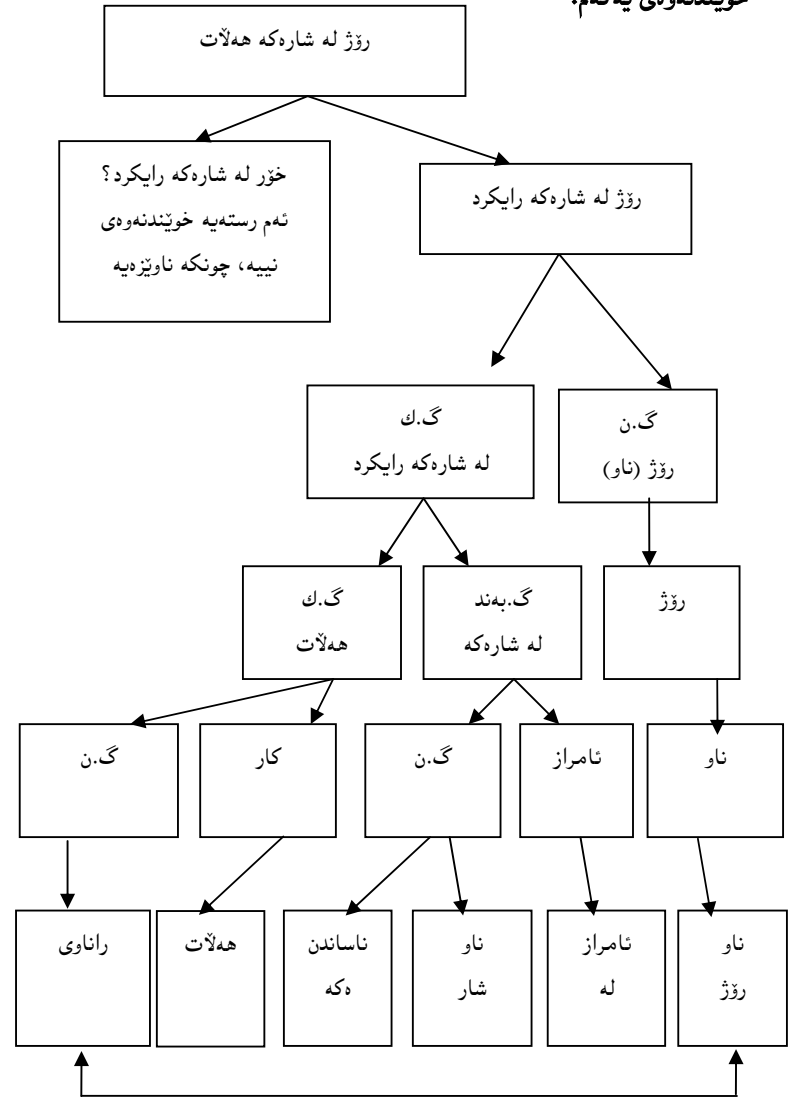 خوێندنەوەی یەکەم:
رۆژ لە شارەکە هەڵات
رۆژ لە شارەکە رایکرد
خۆر لە شارەکە رایکرد؟
ئەم رستەیە خوێندنەوەی
نییە، چونکە ناوێزەیە
گ.ن
رۆژ (ناو)
گ.ك
لە شارەکە رایکرد
رۆژ
گ.بەند
لە شارەکە
گ.ك
هەڵات
ناو
ئامراز
گ.ن
کار
گ.ن
ناو
رۆژ
ئامراز
لە
ناو
شار
ناساندن
ەکە
هەڵات
راناوی